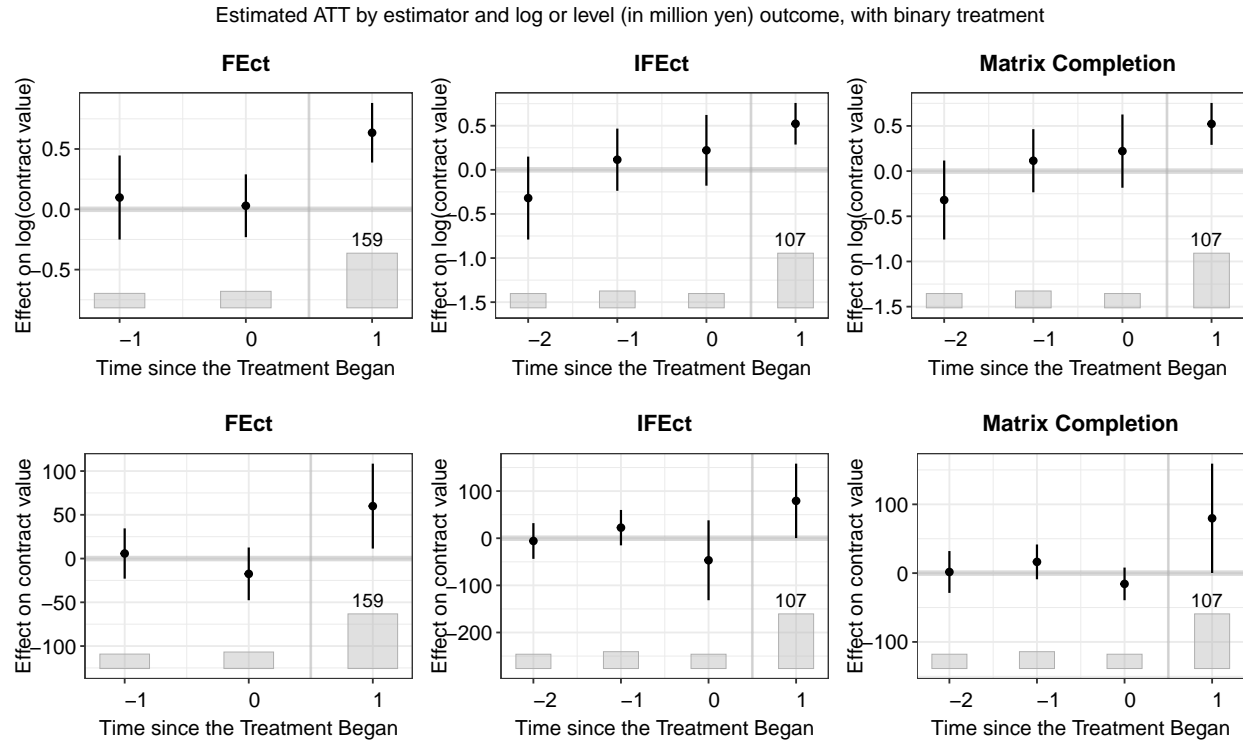 Estimated ATT by estimator and log or level (in million yen) outcome, with binary treatment
FEct
Effect on log(contract value)
0.5
0.0
−0.5
159
−1
0
1
Time since the Treatment Began
IFEct
Effect on log(contract value)
0.5
0.0
−0.5
−1.0
−1.5
107
−2
−1
0
1
Time since the Treatment Began
Matrix Completion
Effect on log(contract value)
0.5
0.0
−0.5
−1.0
−1.5
107
−2
−1
0
1
Time since the Treatment Began
FEct
Effect on contract value
100
50
0
−50
−100
159
−1
0
1
Time since the Treatment Began
IFEct
Effect on contract value
100
0
−100
−200
107
−2
−1
0
1
Time since the Treatment Began
Matrix Completion
Effect on contract value
100
0
−100
107
−2
−1
0
1
Time since the Treatment Began